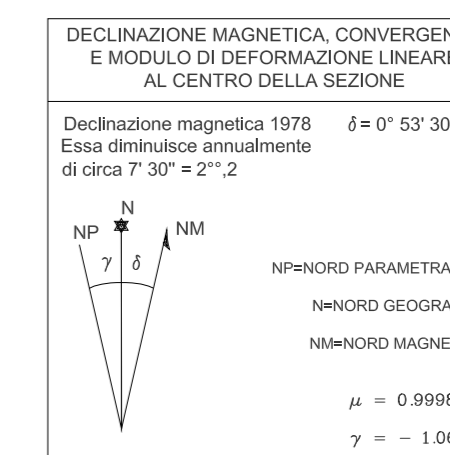 DECLINAZIONE MAGNETICA, CONVERGEN
E MODULO DI DEFORMAZIONE LINEARE
AL CENTRO DELLA SEZIONE
Declinazione magnetica 1978 δ = 0° 53' 30
Essa diminuisce annualmente
di circa 7' 30" = 2°°,2
N
NP NM
γ δ
NP=NORD PARAMETRA
N=NORD GEOGRA
NM=NORD MAGNE
μ = 0.9998
γ = - 1.06